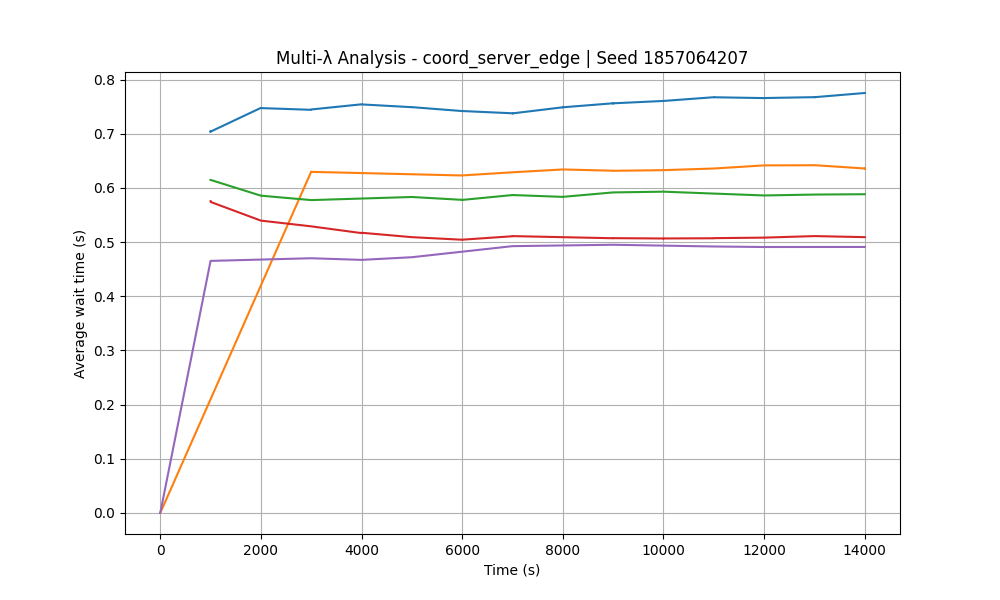 Multi-λ Analysis - coord_server_edge | Seed 1857064207
Average wait time (s)
0.8
0.7
0.6
0.5
0.4
0.3
0.2
0.1
0.0
0 2000 4000 6000 8000 10000 12000 14000
Time (s)